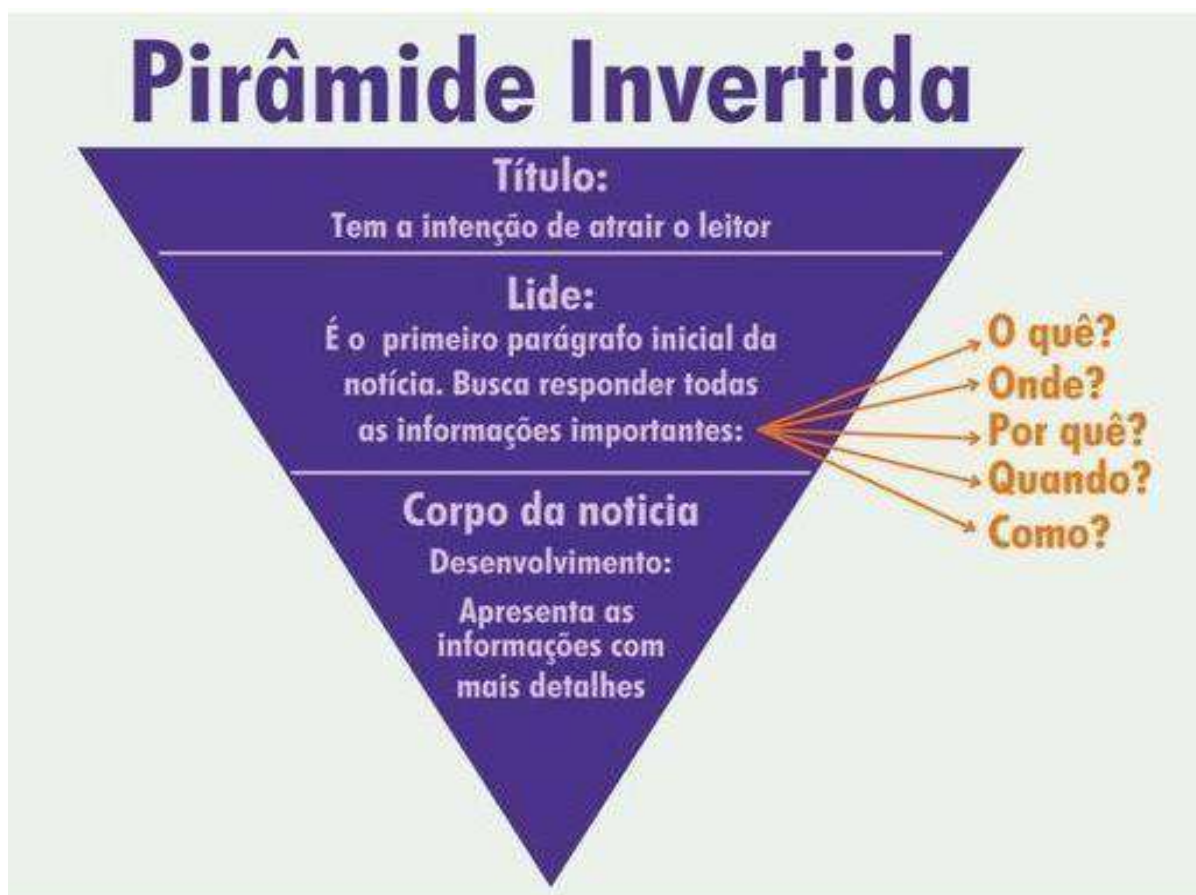 Pirâmide Invertida
Título:
Tem a intenção de atrair o leitor
Lide:
É o primeiro parágrafo inicial da
notícia. Busca responder todas
as informações importantes:
O quê?
Onde?
Por quê?
Quando?
Como?
Corpo da noticia
Desenvolvimento:
Apresenta as
informações com
mais detalhes